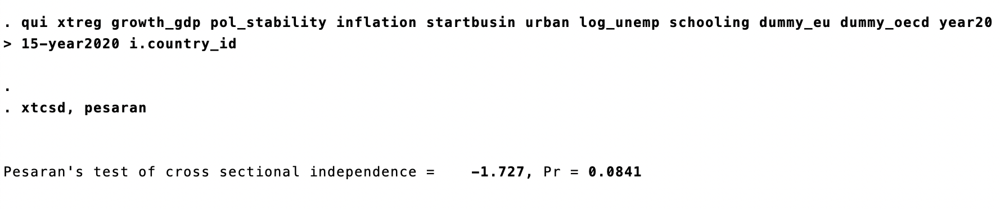 . qui xtreg growth_gdp pol_stability inflation startbusin urban log_unemp schooling dummy_eu dummy_oecd year20
> 15-year2020 i.country_id
.
. xtcsd, pesaran
Pesaran's test of cross sectional independence = -1.727, Pr = 0.0841